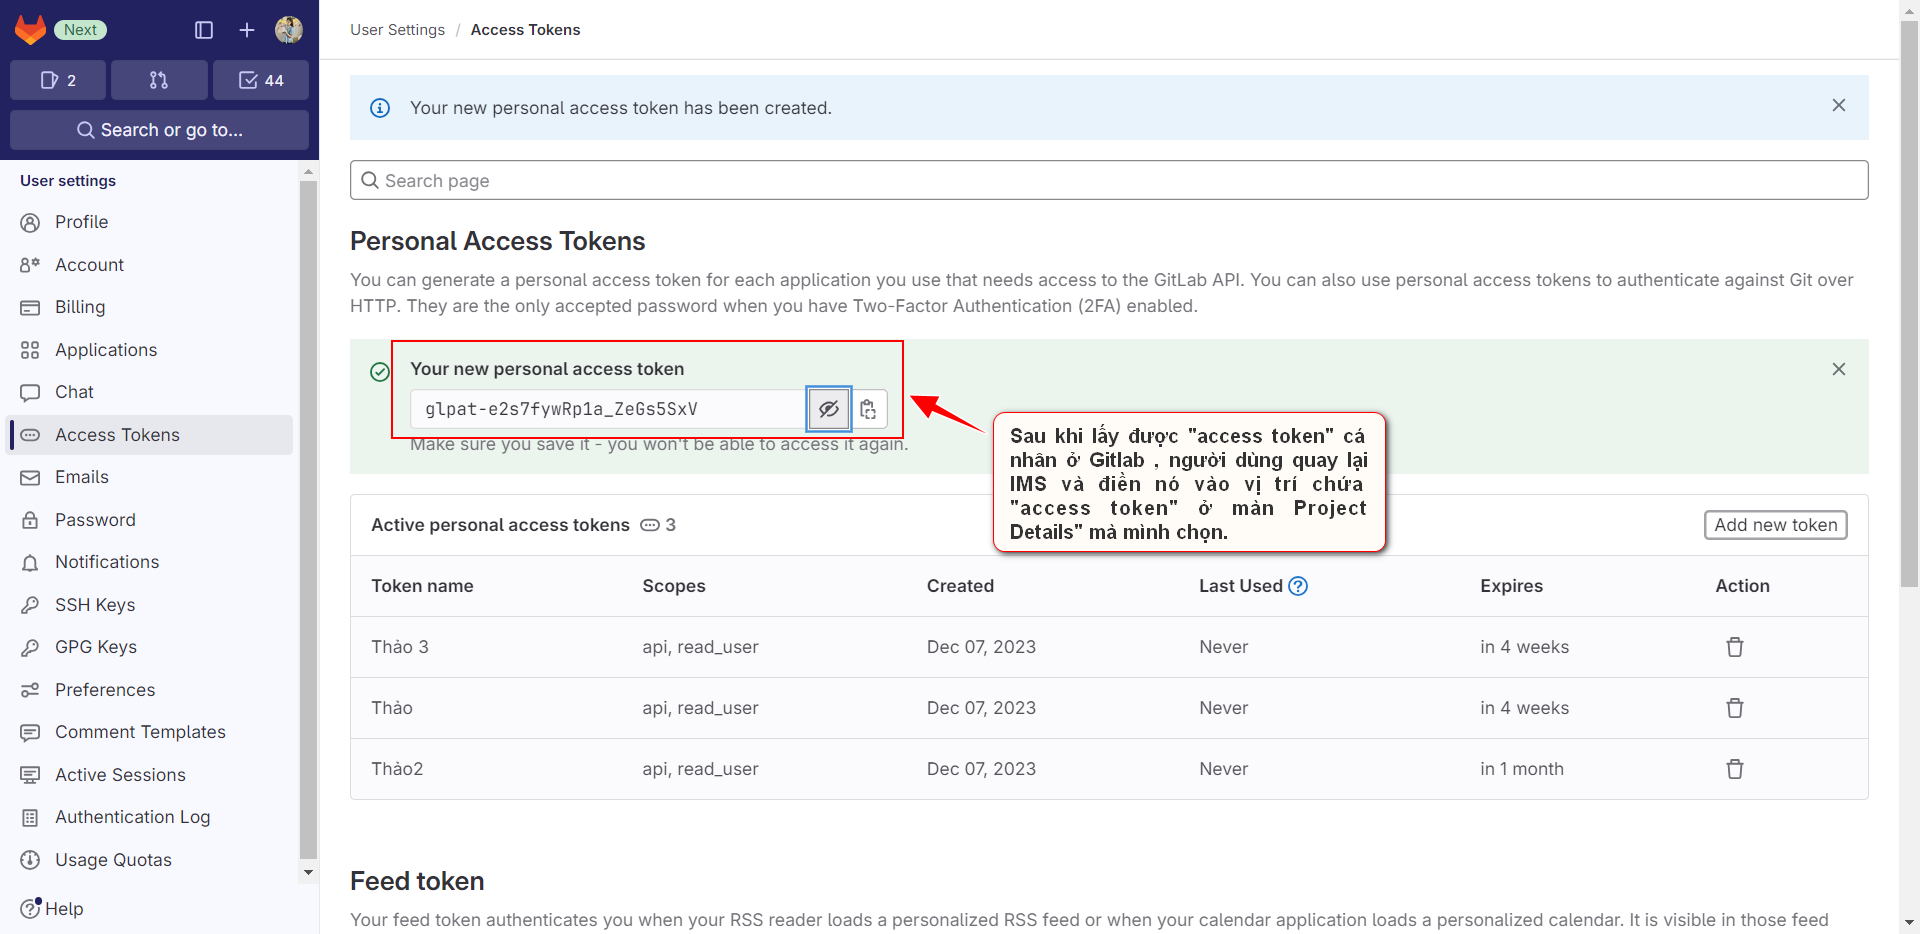 Next
User Settings / Access Tokens
2
44
Search or go to...
Your new personal access token has been created.
Search page
User settings
Profile
Account
Billing
Applications
Chat
Access Tokens
Emails
Password
Notifications
SSH Keys
GPG Keys
Preferences
Comment Templates
Active Sessions
Authentication Log
Usage Quotas
Help
Personal Access Tokens
You can generate a personal access token for each application you use that needs access to the GitLab API. You can also use personal access tokens to authenticate against Git over
HTTP. They are the only accepted password when you have Two-Factor Authentication (2FA) enabled.
Your new personal access token
glpat-e2s7fywRp1a_ZeGs5SxV
Make sure you save it - you won't be able to access it again.
Sau khi lấy được "access token" cá
nhân ở Gitlab , người dùng quay lại
IMS và điền nó vào vị trí chứa
"access token" ở màn Project
Details" mà mình chọn.
Active personal access tokens 3
Add new token
Token name Scopes Created Last Used Expires Action
Thảo 3 api, read_user Dec 07, 2023 Never in 4 weeks
Thảo api, read_user Dec 07, 2023 Never in 4 weeks
Thảo2 api, read_user Dec 07, 2023 Never in 1 month
Feed token
Your feed token authenticates you when your RSS reader loads a personalized RSS feed or when your calendar application loads a personalized calendar. It is visible in those feed